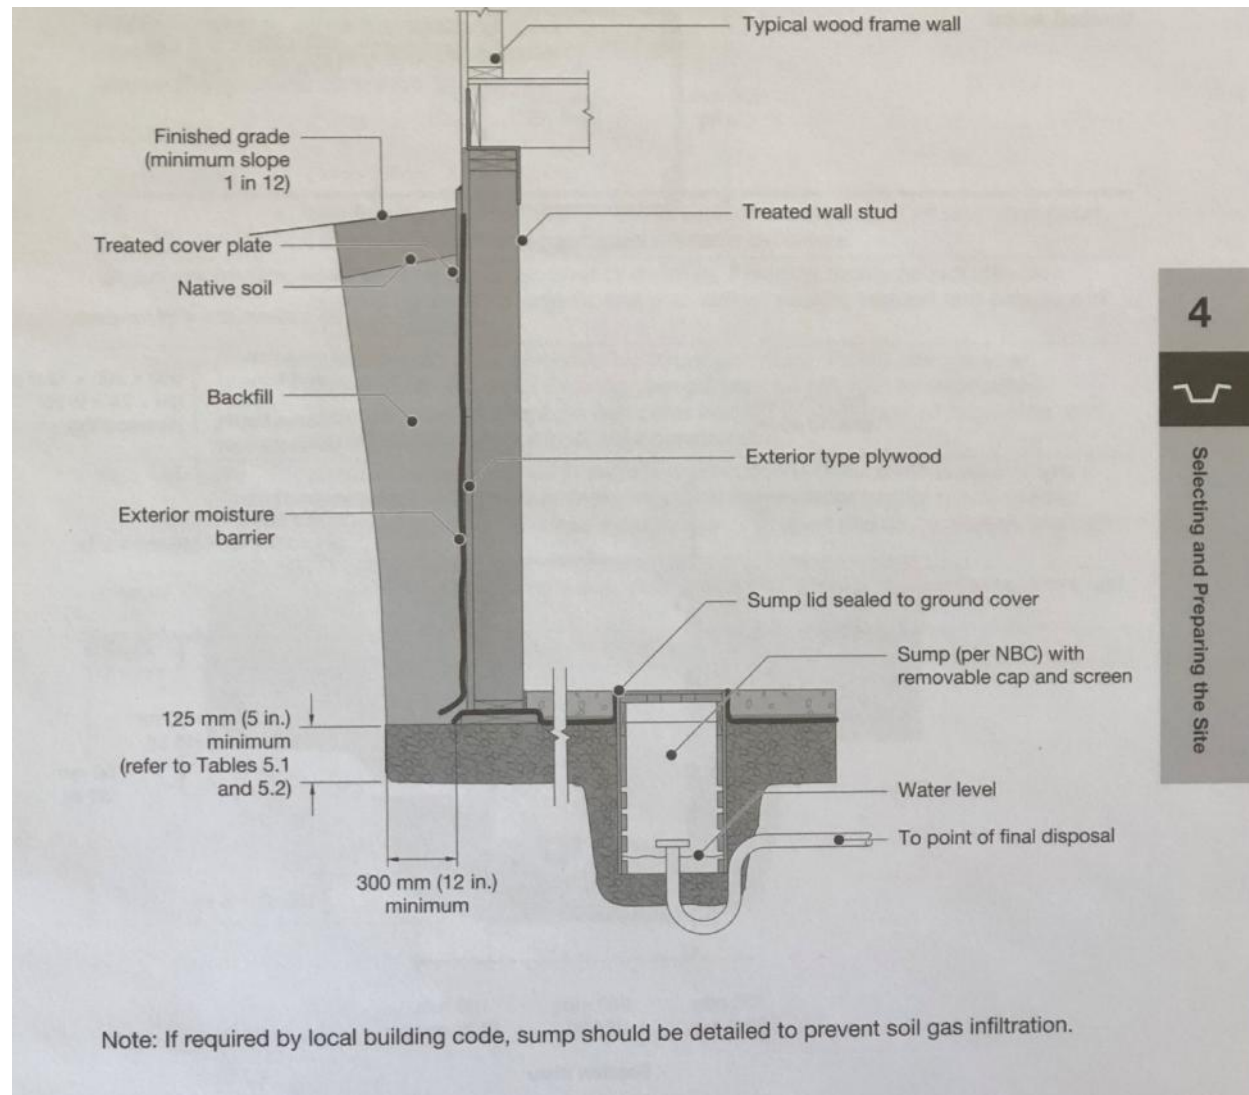 Typical wood frame wall
Finished grade
(minimum slope
1 in 12)
Treated wall stud
Treated cover plate
Native soil
4
Backfill
Exterior type plywood
Exterior moisture
barrier
Selecting and Preparing the Site
Sump lid sealed to ground cover
Sump (per NBC) with
removable cap and screen
125 mm (5 in.)
minimum
(refer to Tables 5.1
and 5.2)
Water level
To point of final disposal
300 mm (12 in.)
minimum
Note: If required by local building code, sump should be detailed to prevent soil gas infiltration.